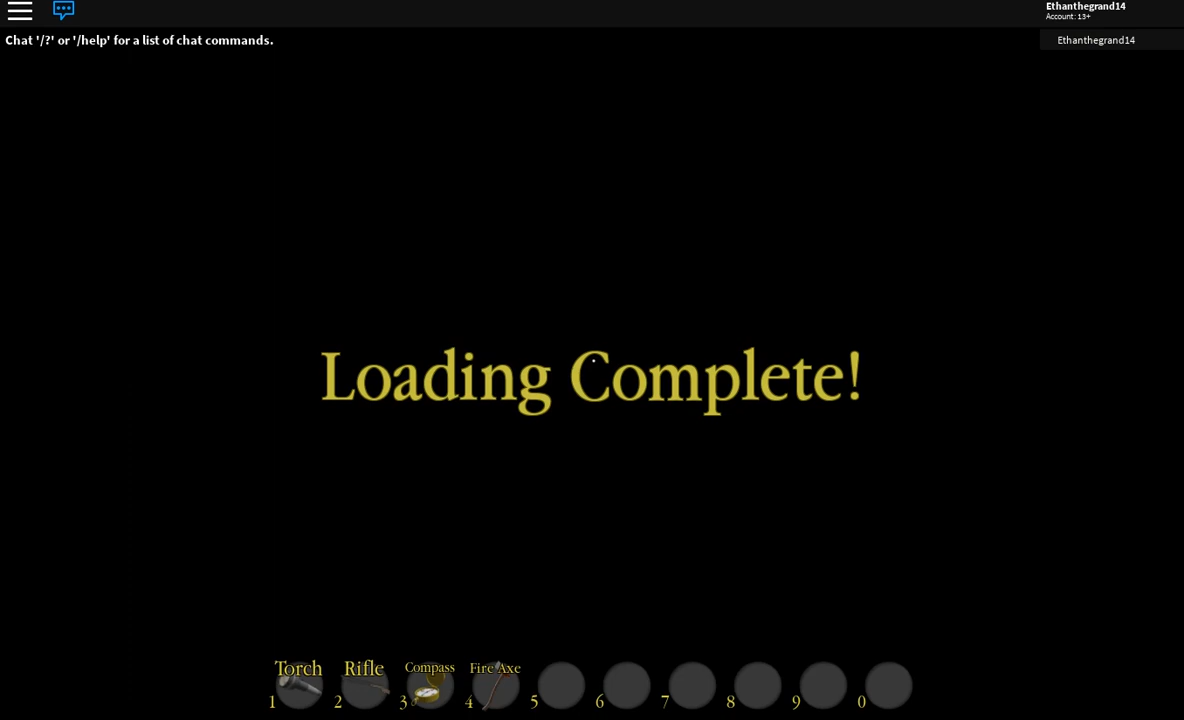 Ethanthegrand14
Account: 13+
Chat '/?' or '/help' for a list of chat commands.
Ethanthegrand14
Loading Complete!
Torch Rifle Compass Fire Axe
1 2 3 4 5 6 7 8 9 0